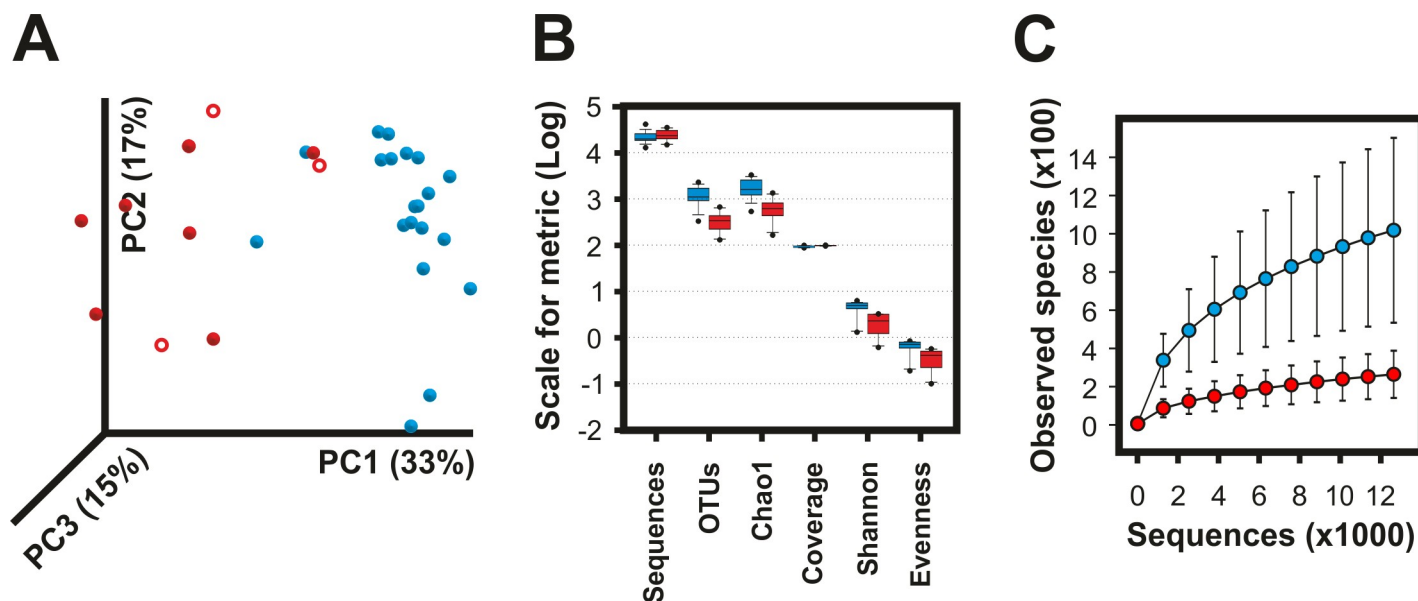 A
PC2 (17%)
PC1 (33%)
PC3 (15%)
B
Scale for metric (Log)
5
4
3
2
1
0
-1
-2
Sequences
OTUs
Chao1
Coverage
Shannon
Evenness
C
Observed species (x100)
14
12
10
8
6
4
2
0
0 2 4 6 8 10 12
Sequences (x1000)